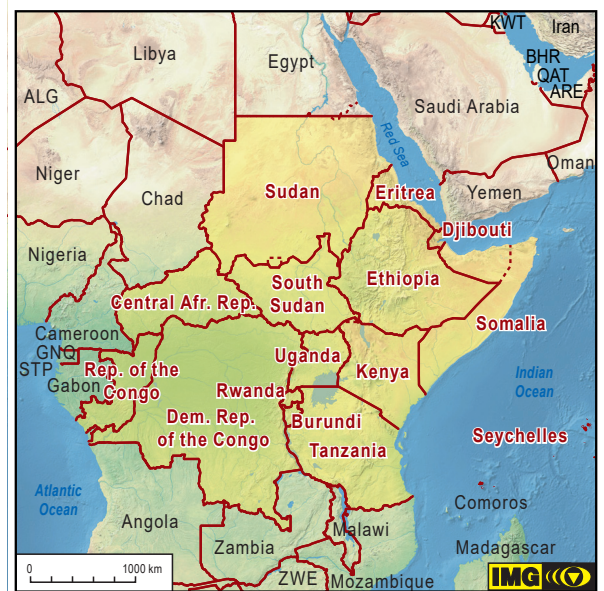 KWT
Iran
Libya
Egypt
BHR
QAT
ARE
ALG
Saudi Arabia
Red Sea
Oman
Niger
Chad
Sudan
Eritrea
Yemen
Djibouti
Nigeria
Ethiopia
South
Sudan
Central Afr. Rep.
Somalia
Cameroon
GNQ
STP
Gabon
Rep. of the
Congo
Uganda
Kenya
Indian
Ocean
Rwanda
Dem. Rep.
of the Congo
Burundi
Tanzania
Seychelles
Atlantic
Ocean
Comoros
Angola
Malawi
Zambia
Madagascar
ZWE
Mozambique
0 1000 km
IMG